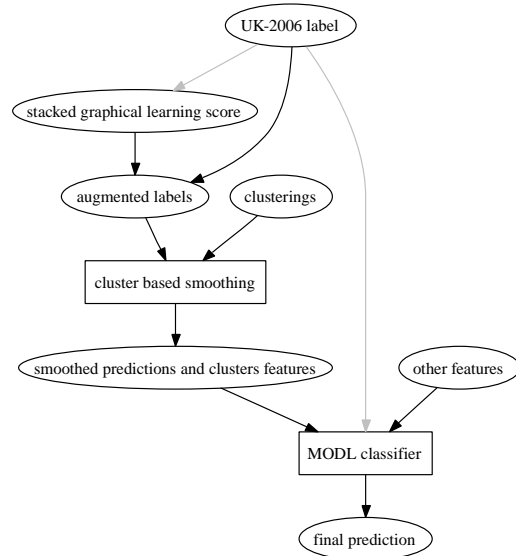 UK-2006 label
stacked graphical learning score
augmented labels
clusterings
cluster based smoothing
smoothed predictions and clusters features
other features
MODL classifier
final prediction